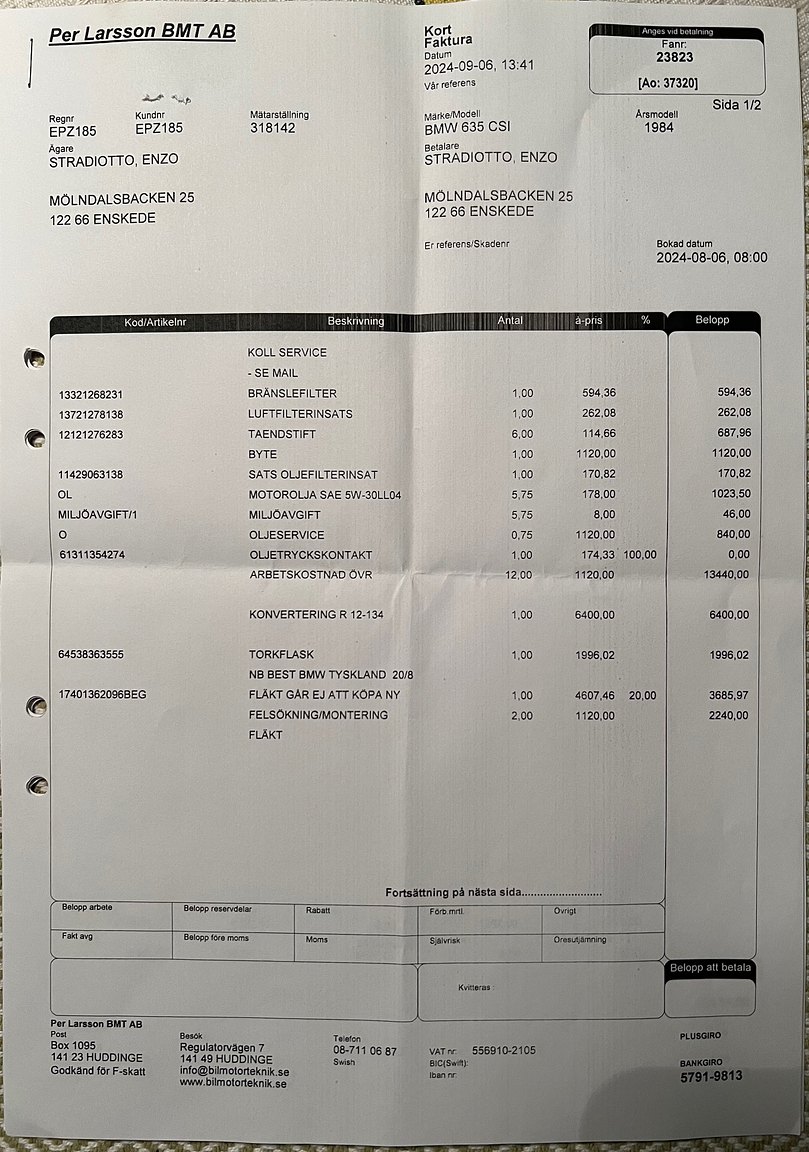 Per Larsson BMT AB
Kort
Faktura
Datum
2024-09-06, 13:41
Vår referens
Anges vid betalning
Fanr:
23823
[Ao: 37320]
Sida 1/2
Regnr Kundnr Mätarställning Märke/Modell Årsmodell
EPZ185 EPZ185 318142 BMW 635 CSI 1984
Ägare Betalare
STRADIOTTO, ENZO STRADIOTTO, ENZO
MÖLNDALSBACKEN 25 MÖLNDALSBACKEN 25
122 66 ENSKEDE 122 66 ENSKEDE
Er referens/Skadenr Bokad datum
2024-08-06, 08:00
Kod/Artikelnr Beskrivning Antal à-pris % Belopp
KOLL SERVICE
- SE MAIL
13321268231 BRÄNSLEFILTER 1,00 594,36 594,36
13721278138 LUFTFILTERINSATS 1,00 262,08 262,08
12121276283 TAENDSTIFT 6,00 114,66 687,96
BYTE 1,00 1120,00 1120,00
11429063138 SATS OLJEFILTERINSAT 1,00 170,82 170,82
OL MOTOROLJA SAE 5W-30LL04 5,75 178,00 1023,50
MILJÖAVGIFT/1 MILJÖAVGIFT 5,75 8,00 46,00
O OLJESERVICE 0,75 1120,00 840,00
61311354274 OLJETRYCKSKONTAKT 1,00 174,33 100,00 0,00
ARBETSKOSTNAD ÖVR 12,00 1120,00 13440,00
KONVERTERING R 12-134 1,00 6400,00 6400,00
64538363555 TORKFLASK 1,00 1996,02 1996,02
NB BEST BMW TYSKLAND 20/8
17401362096BEG FLÄKT GÅR EJ ATT KÖPA NY 1,00 4607,46 20,00 3685,97
FELSÖKNING/MONTERING 2,00 1120,00 2240,00
FLÄKT
Fortsättning på nästa sida..........................
Belopp arbete Belopp reservdelar Rabatt Förb.mrtl. Övrigt
Fakt avg Belopp före moms Moms Självrisk Öresutjämning
Belopp att betala
Kvitteras :
Per Larsson BMT AB
Post
Box 1095
141 23 HUDDINGE
Godkänd för F-skatt
Besök
Regulatorvägen 7
141 49 HUDDINGE
info@bilmotorteknik.se
www.bilmotorteknik.se
Telefon
08-711 06 87
Swish
VAT nr: 556910-2105
BIC(Swift):
Iban nr:
PLUSGIRO
BANKGIRO
5791-9813